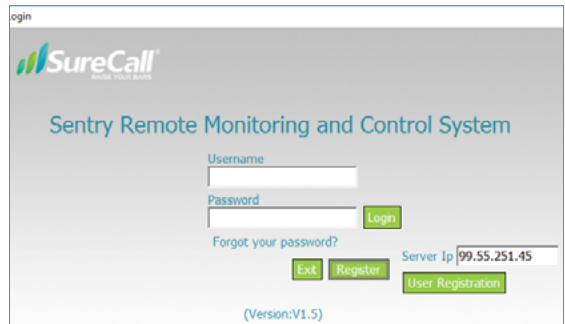 ogin
SureCall
RAISE YOUR BARS
Sentry Remote Monitoring and Control System
Username
Password
Login
Forgot your password?
Server Ip 99.55.251.45
Exit Register
User Registration
(Version:V1.5)